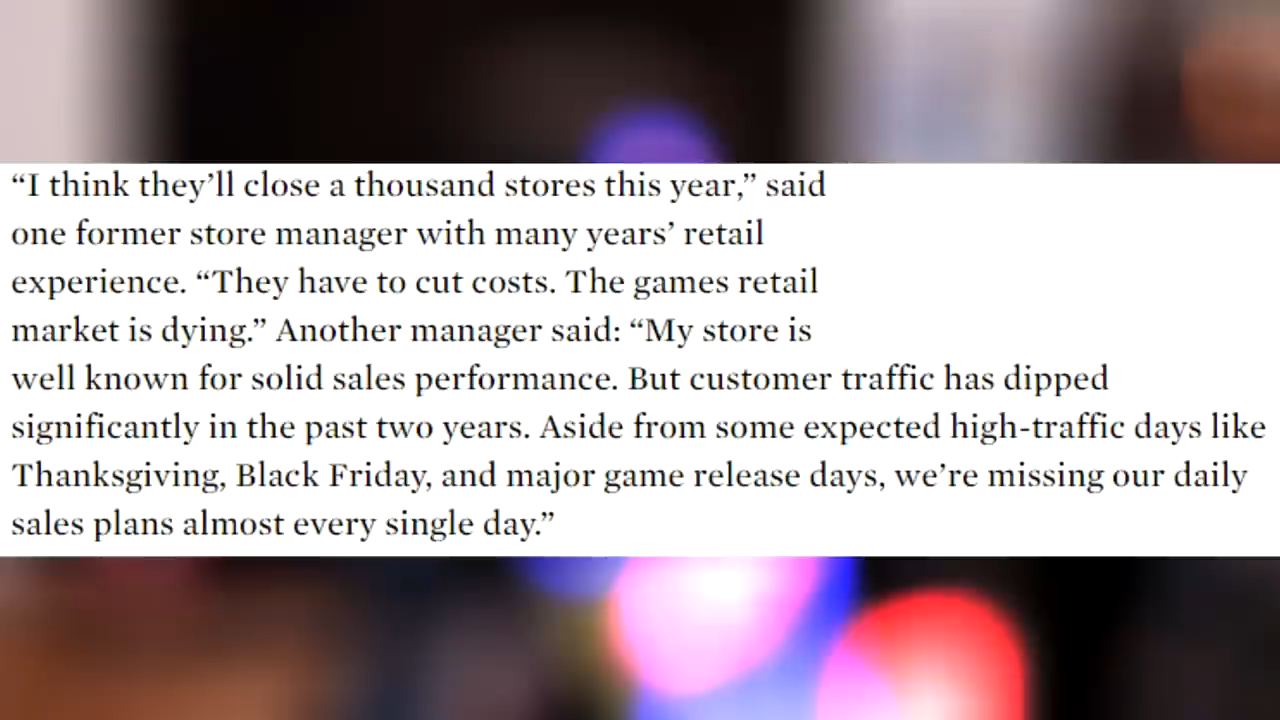 “I think they’ll close a thousand stores this year,” said
one former store manager with many years’ retail
experience. “They have to cut costs. The games retail
market is dying.” Another manager said: “My store is
well known for solid sales performance. But customer traffic has dipped
significantly in the past two years. Aside from some expected high-traffic days like
Thanksgiving, Black Friday, and major game release days, we’re missing our daily
sales plans almost every single day.”